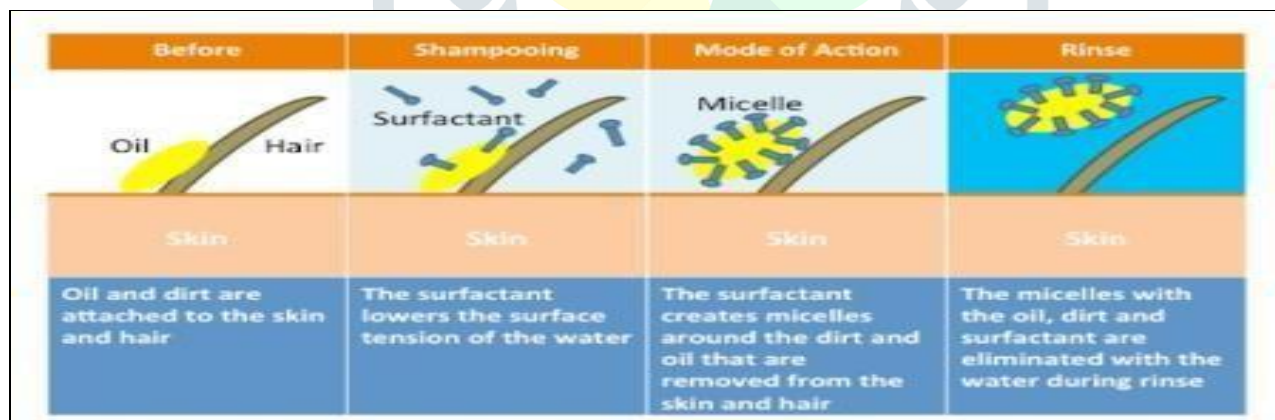 Before
Shampooing
Mode of Action
Rinse
Oil
Hair
Surfactant
Micelle
Skin
Skin
Skin
Skin
Oil and dirt are
attached to the skin
and hair
The surfactant
lowers the surface
tension of the water
The surfactant
creates micelles
around the dirt and
oil that are
removed from the
skin and hair
The micelles with
the oil, dirt and
surfactant are
eliminated with the
water during rinse